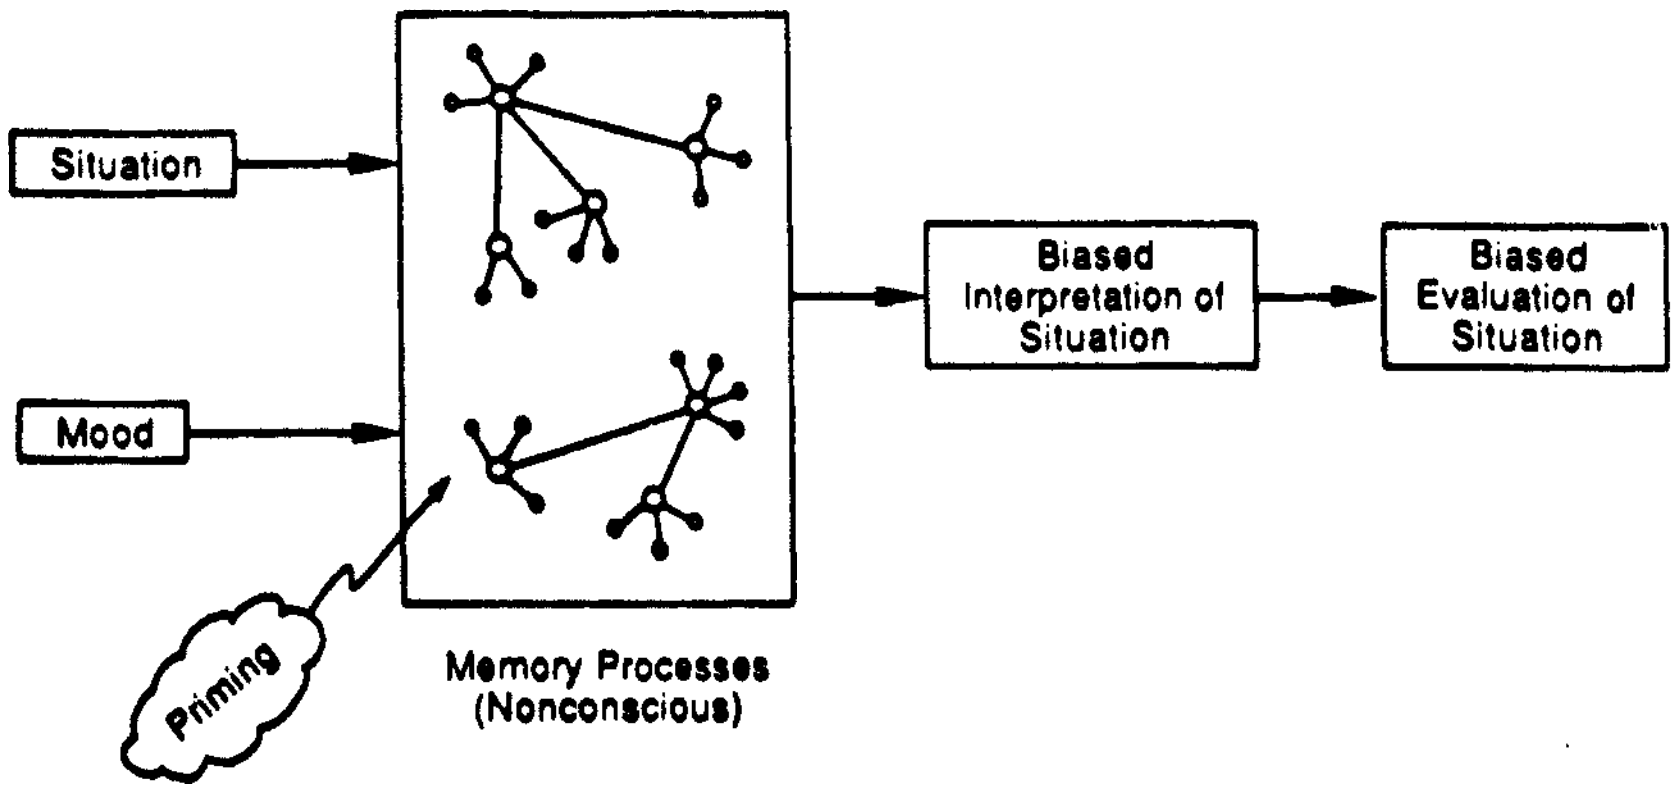 Situation
Mood
Priming
Memory Processes
(Nonconscious)
Biased
Interpretation of
Situation
Biased
Evaluation of
Situation